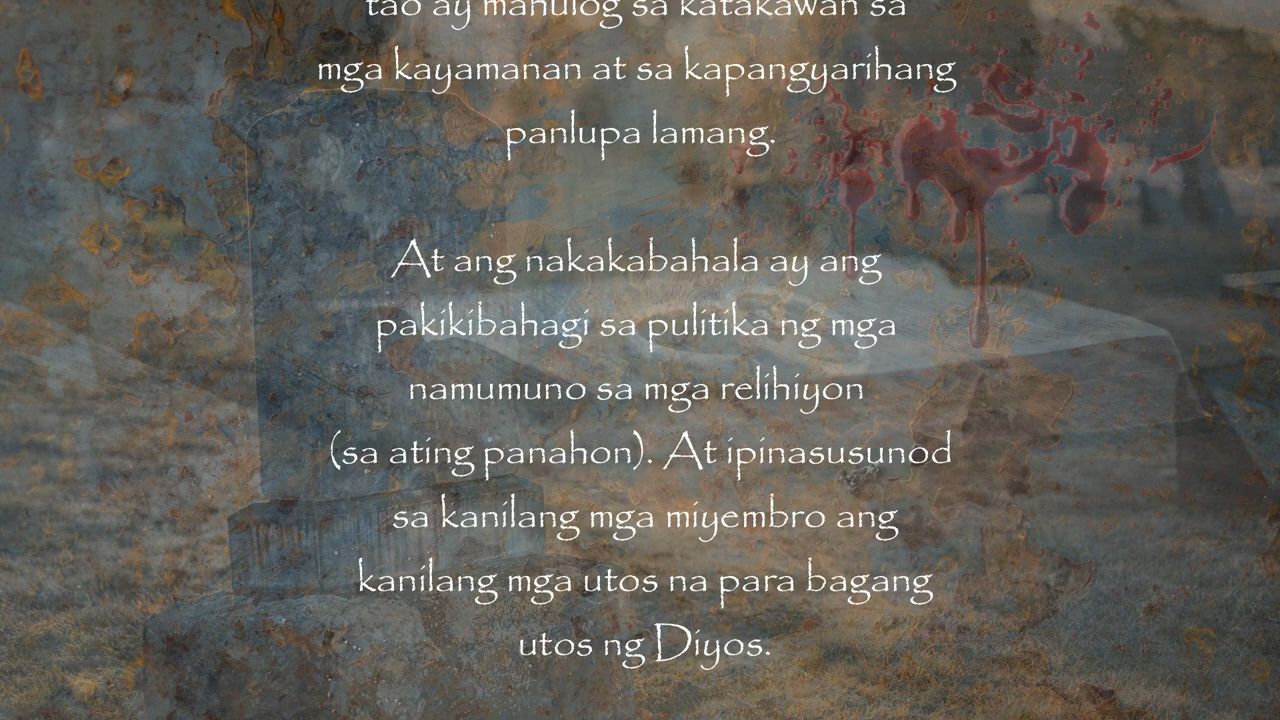 tao ay mahulog sa katakawan sa
mga kayamanan at sa kapangyarihang
panlupa lamang.
At ang nakakabahala ay ang
pakikibahagi sa pulitika ng mga
namumuno sa mga relihiyon
(sa ating panahon). At ipinasusunod
sa kanilang mga miyembro ang
kanilang mga utos na para bagang
utos ng Diyos.